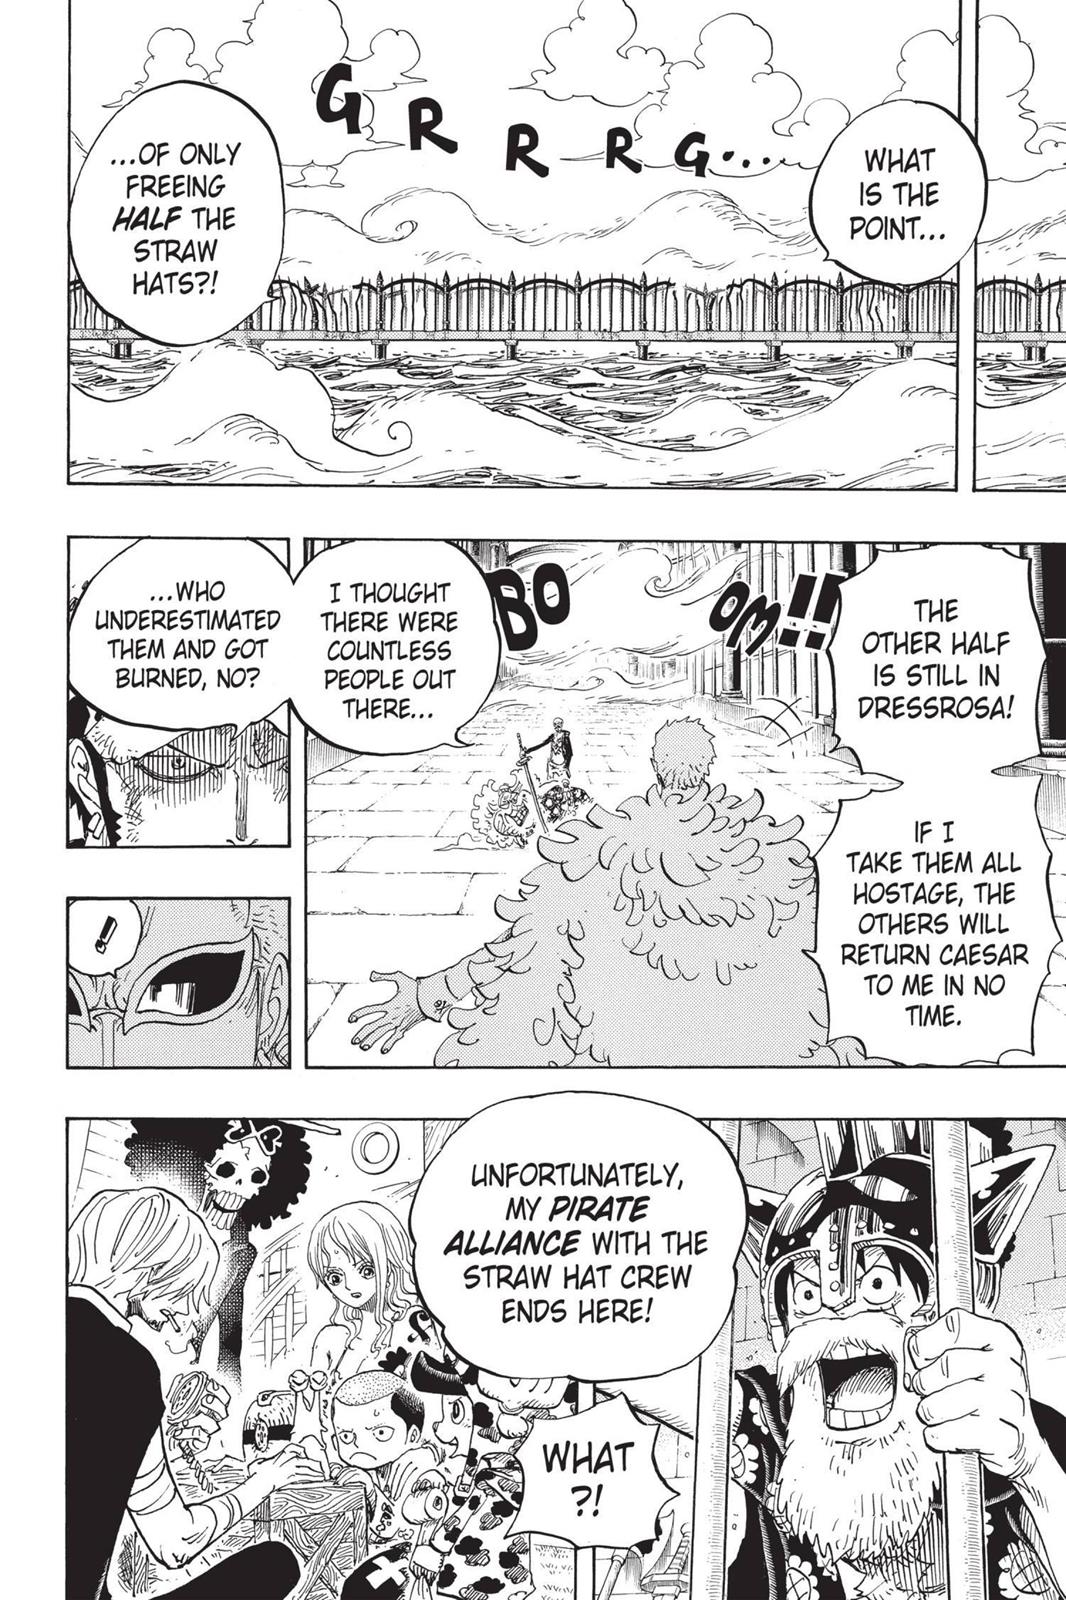 WHAT
IS THE
POINT...
GRRRG...
...OF ONLY
FREEING
HALF THE
STRAW
HATS?!
THE
OTHER HALF
IS STILL IN
DRESSROSA!
IF I
TAKE THEM ALL
HOSTAGE, THE
OTHERS WILL
RETURN CAESAR
TO ME IN NO
TIME.
BOOM!!
I THOUGHT
THERE WERE
COUNTLESS
PEOPLE OUT
THERE...
...WHO
UNDERESTIMATED
THEM AND GOT
BURNED, NO?
!!
UNFORTUNATELY,
MY PIRATE
ALLIANCE WITH THE
STRAW HAT CREW
ENDS HERE!
WHAT
?!